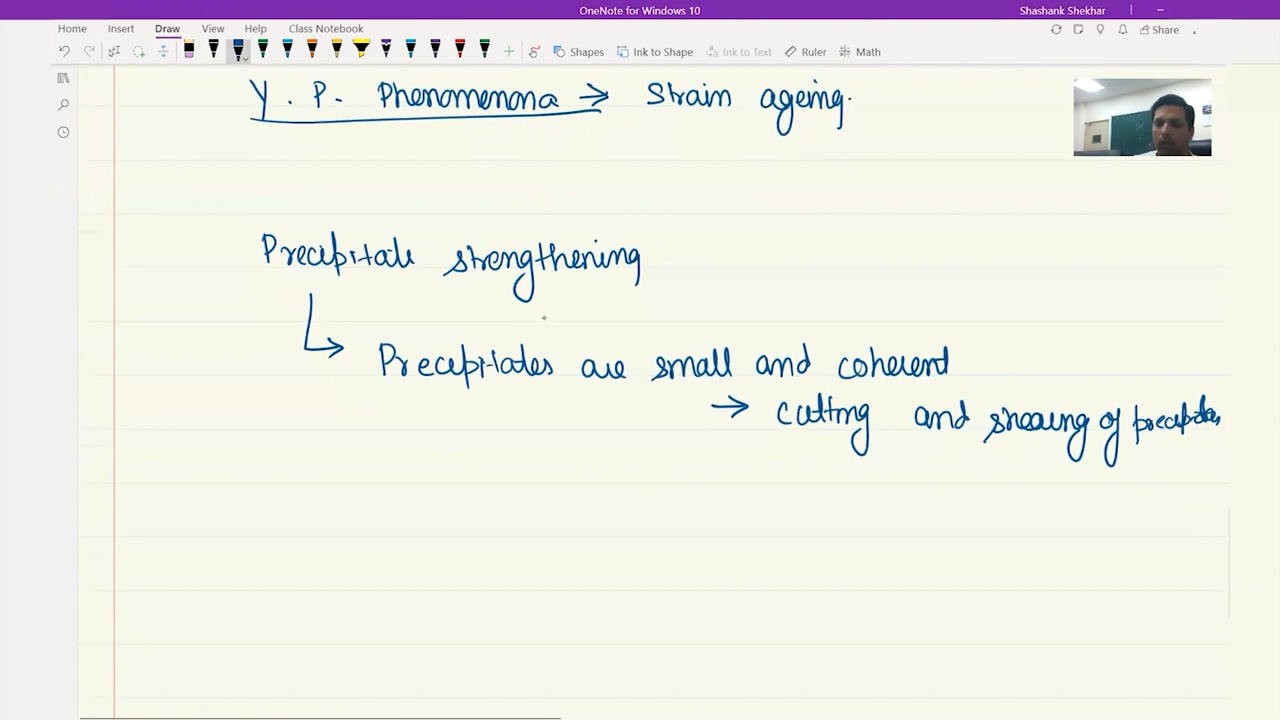 OneNote for Windows 10
Shashank Shekhar
Home Insert Draw View Help Class Notebook
Share
Shapes Ink to Shape Ink to Text Ruler Math
Y. P. Phenomenona → Strain ageing.
Precipitate strengthening
Precipitates are small and coherent
→ cutting and shearing of precipitates